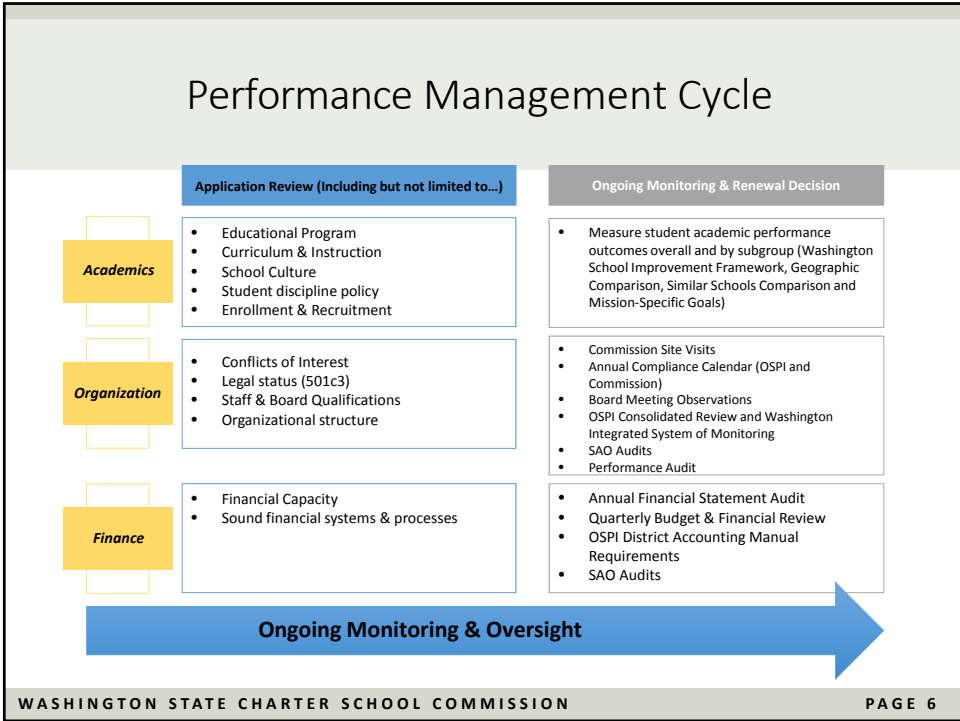 Performance Management Cycle
Application Review (Including but not limited to…)
Ongoing Monitoring & Renewal Decision
Academics
• Educational Program
• Curriculum & Instruction
• School Culture
• Student discipline policy
• Enrollment & Recruitment
• Measure student academic performance
outcomes overall and by subgroup (Washington
School Improvement Framework, Geographic
Comparison, Similar Schools Comparison and
Mission-Specific Goals)
Organization
• Conflicts of Interest
• Legal status (501c3)
• Staff & Board Qualifications
• Organizational structure
• Commission Site Visits
• Annual Compliance Calendar (OSPI and
Commission)
• Board Meeting Observations
• OSPI Consolidated Review and Washington
Integrated System of Monitoring
• SAO Audits
• Performance Audit
Finance
• Financial Capacity
• Sound financial systems & processes
• Annual Financial Statement Audit
• Quarterly Budget & Financial Review
• OSPI District Accounting Manual
Requirements
• SAO Audits
Ongoing Monitoring & Oversight
WASHINGTON STATE CHARTER SCHOOL COMMISSION
PAGE 6